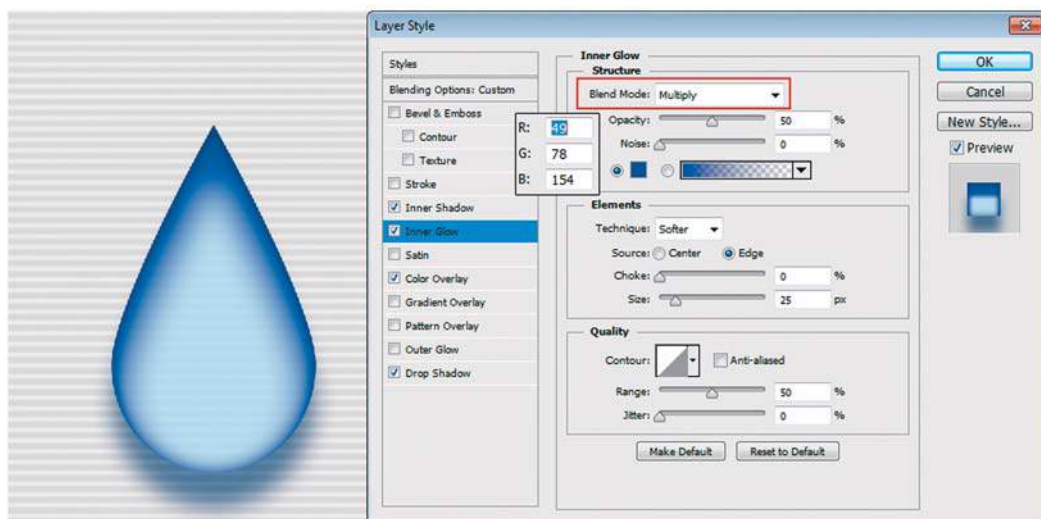 Layer Style
Styles
Blending Options: Custom
Bevel & Emboss
Contour
Texture
Stroke
Inner Shadow
Inner Glow
Satin
Color Overlay
Gradient Overlay
Pattern Overlay
Outer Glow
Drop Shadow
R: 49
G: 78
B: 154
Inner Glow
Structure
Blend Mode: Multiply
Opacity: 50 %
Noise: 0 %
Elements
Technique: Softer
Source: Center Edge
Choke: 0 %
Size: 25 px
Quality
Contour: Anti-aliased
Range: 50 %
Jitter: 0 %
Make Default Reset to Default
OK
Cancel
New Style...
Preview